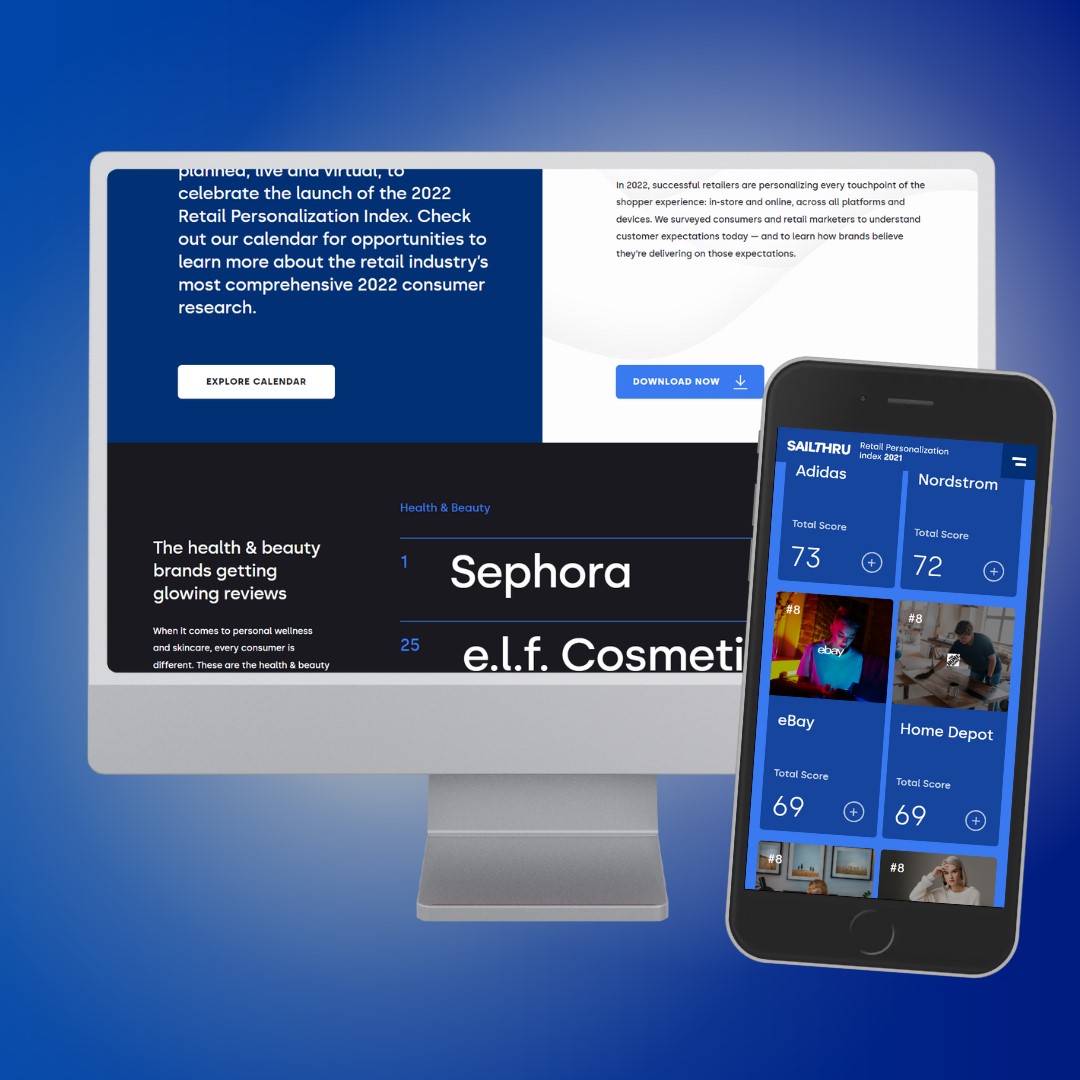 planned, live and virtual, to
celebrate the launch of the 2022
Retail Personalization Index. Check
out our calendar for opportunities to
learn more about the retail industry's
most comprehensive 2022 consumer
research.
EXPLORE CALENDAR
In 2022, successful retailers are personalizing every touchpoint of the
shopper experience: in-store and online, across all platforms and
devices. We surveyed consumers and retail marketers to understand
customer expectations today — and to learn how brands believe
they're delivering on those expectations.
DOWNLOAD NOW
The health & beauty
brands getting
glowing reviews
When it comes to personal wellness
and skincare, every consumer is
different. These are the health & beauty
Health & Beauty
1
Sephora
25
e.l.f. Cosmeti
SAILTHRU
Retail Personalization
Index 2021
Adidas
Total Score
73
Nordstrom
Total Score
72
#8
ebay
eBay
Total Score
69
#8
Home Depot
Total Score
69
#8
#8